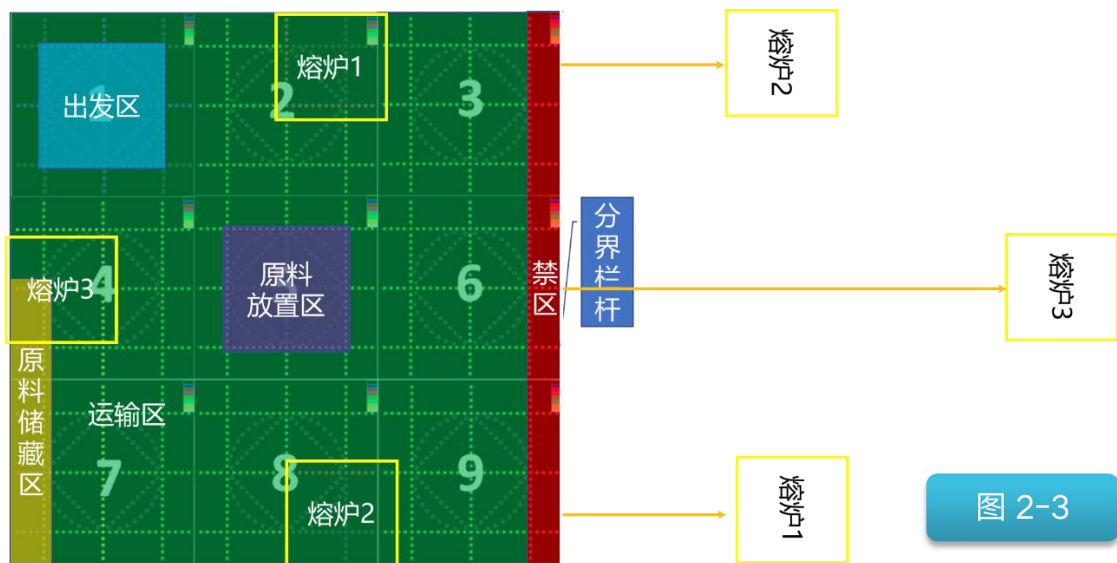 出发区
熔炉1
2
3
熔炉2
熔炉3
4
原料
放置区
6
禁区
分界栏杆
熔炉3
原料储藏区
运输区
7
8
9
熔炉2
熔炉1
图 2-3